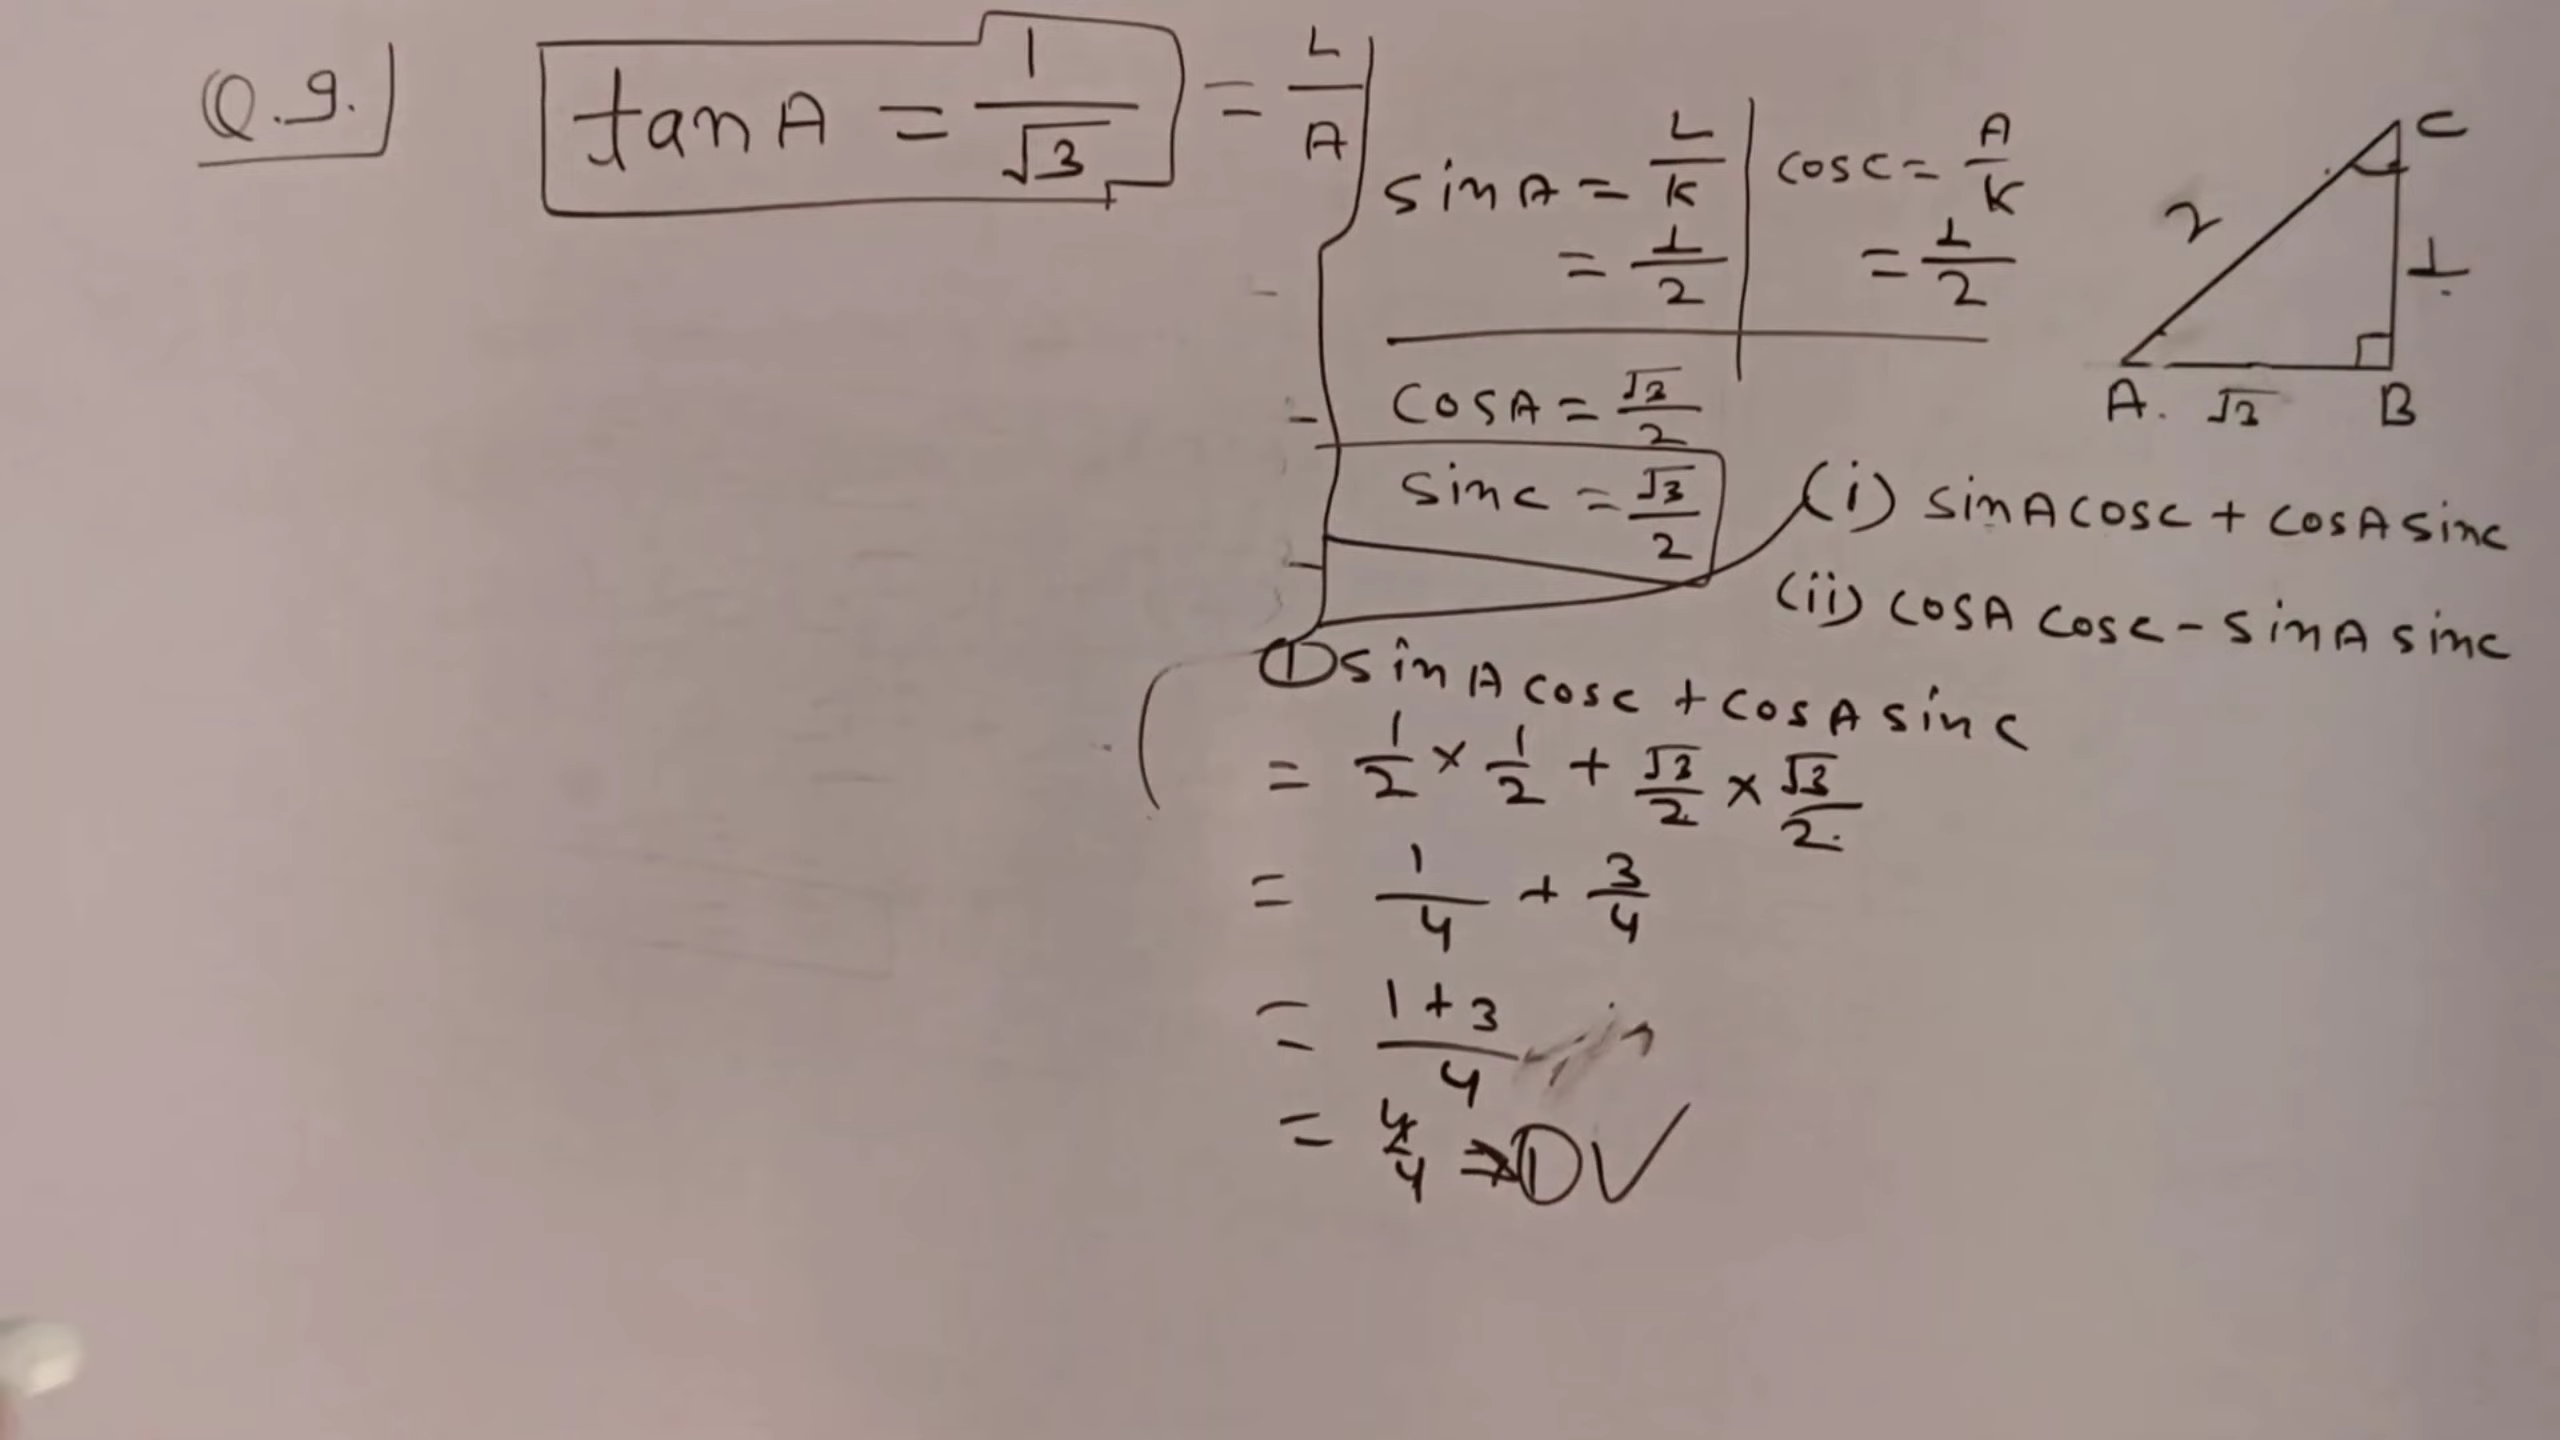 Q.9.
tan A = 1/√3 = L/A
sin A = L/K
= 1/2
cos C = A/K
= 1/2
cos A = √3/2
sin C = √3/2
C
2
1
A. √3 B
(i) sin A cos C + cos A sin C
(ii) cos A cos C - sin A sin C
① sin A cos C + cos A sin C
= 1/2 × 1/2 + √3/2 × √3/2
= 1/4 + 3/4
= 1+3/4
= 4/4 ⇒ ① ✓